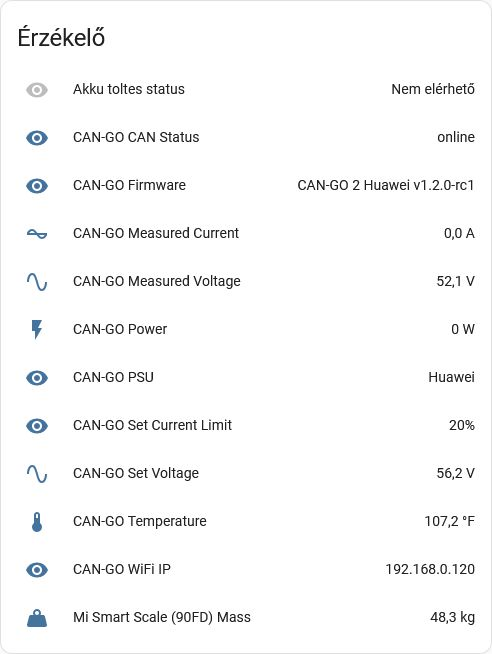 Érzékelő
Akku toltes status Nem elérhető
CAN-GO CAN Status online
CAN-GO Firmware CAN-GO 2 Huawei v1.2.0-rc1
CAN-GO Measured Current 0,0 A
CAN-GO Measured Voltage 52,1 V
CAN-GO Power 0 W
CAN-GO PSU Huawei
CAN-GO Set Current Limit 20%
CAN-GO Set Voltage 56,2 V
CAN-GO Temperature 107,2 °F
CAN-GO WiFi IP 192.168.0.120
Mi Smart Scale (90FD) Mass 48,3 kg